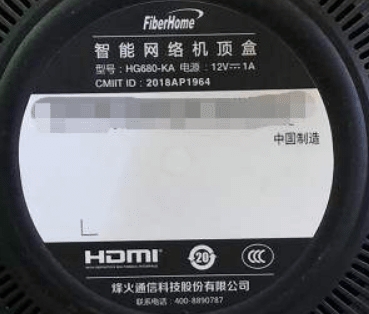 FiberHome
智能网络机顶盒
型号：HG680-KA 电源：12V⎓1A
CMIIT ID：2018AP1964
中国制造
HDMI 20 CCC
烽火通信科技股份有限公司
联系电话：400-8890787